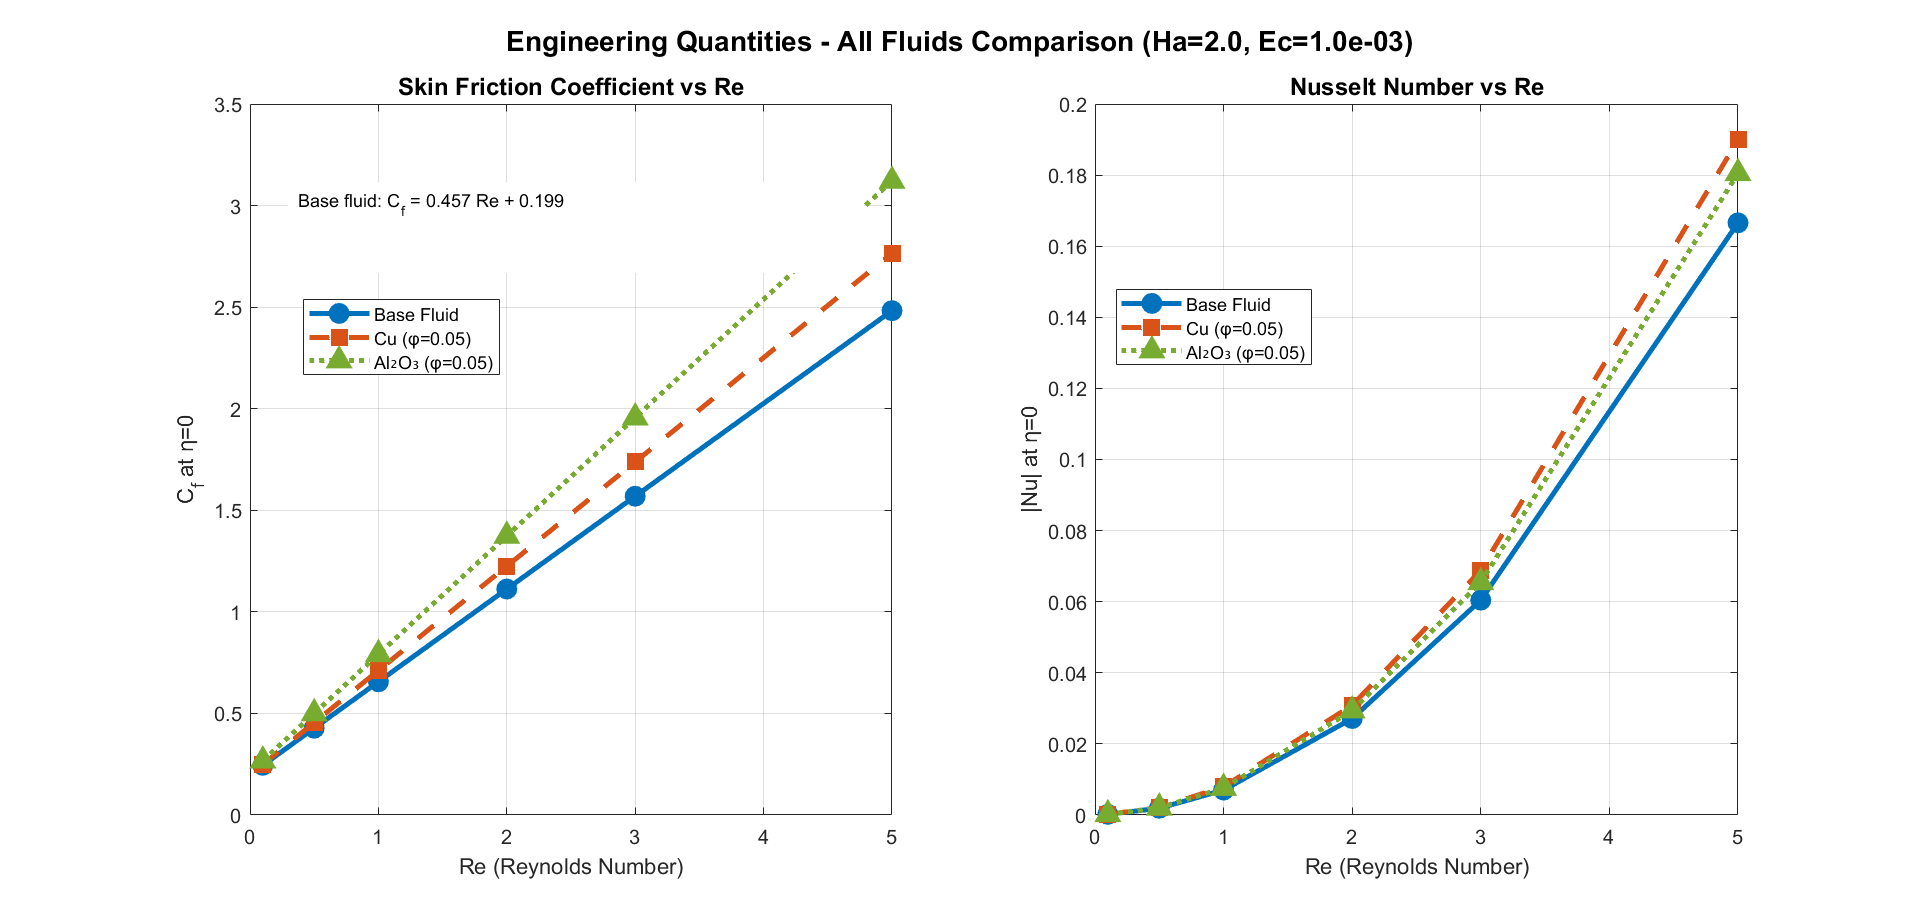 Engineering Quantities - All Fluids Comparison (Ha=2.0, Ec=1.0e-03)
Skin Friction Coefficient vs Re
3.5
3
2.5
2
1.5
1
0.5
0
C_f at η=0
Base fluid: C_f = 0.457 Re + 0.199
Base Fluid
Cu (φ=0.05)
Al₂O₃ (φ=0.05)
0 1 2 3 4 5
Re (Reynolds Number)
Nusselt Number vs Re
0.2
0.18
0.16
0.14
0.12
0.1
0.08
0.06
0.04
0.02
0
|Nu| at η=0
Base Fluid
Cu (φ=0.05)
Al₂O₃ (φ=0.05)
0 1 2 3 4 5
Re (Reynolds Number)